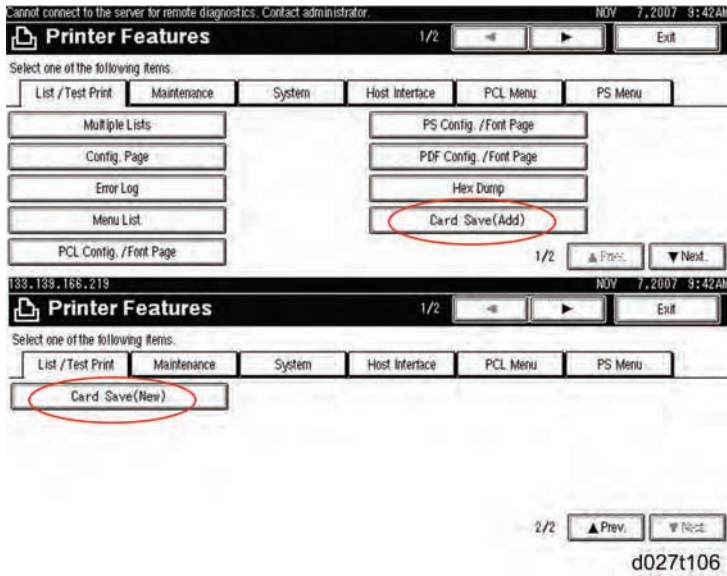 Cannot connect to the server for remote diagnostics. Contact administrator. NOV 7,2007 9:42AM
Printer Features 1/2 ◀ ▶ Exit
Select one of the following items.
List / Test Print Maintenance System Host Interface PCL Menu PS Menu
Multiple Lists PS Config. / Font Page
Config. Page PDF Config. / Font Page
Error Log Hex Dump
Menu List Card Save(Add)
PCL Config. / Font Page 1/2 ▲ Prev. ▼ Next
133.139.166.219 NOV 7,2007 9:42AM
Printer Features 1/2 ◀ ▶ Exit
Select one of the following items.
List / Test Print Maintenance System Host Interface PCL Menu PS Menu
Card Save(New)
2/2 ▲ Prev. ▼ Next
d027t106